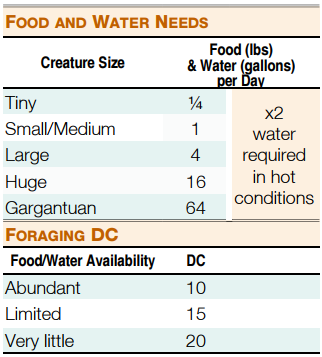 FOOD AND WATER NEEDS
Creature Size Food (lbs) & Water (gallons) per Day
Tiny ¼
Small/Medium 1
Large 4
Huge 16
Gargantuan 64
x2 water required in hot conditions
FORAGING DC
Food/Water Availability DC
Abundant 10
Limited 15
Very little 20